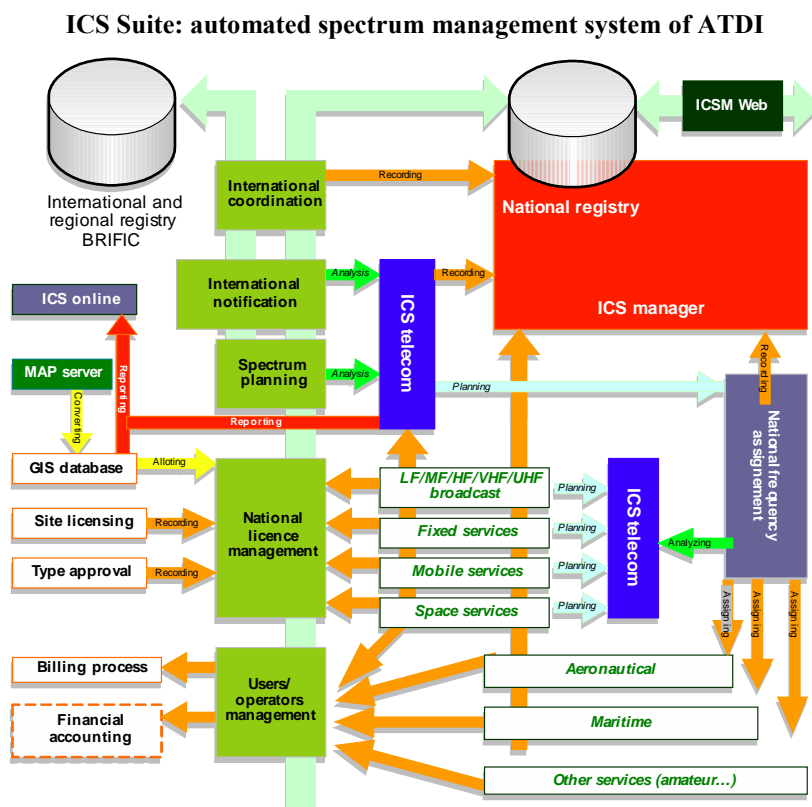 ICS Suite: automated spectrum management system of ATDI
ICSM Web
International and
regional registry
BRIFIC
International
coordination
Recording
National registry
ICS manager
International
notification
Analysis
ICS telecom
Recording
ICS online
Spectrum
planning
Analysis
Planning
Recording
MAP server
Converting
Reporting
Reporting
National frequency
assignement
GIS database
Alloting
National
licence
management
LF/MF/HF/VHF/UHF
broadcast
Planning
ICS telecom
Site licensing
Recording
Fixed services
Planning
Analyzing
Type approval
Recording
Mobile services
Planning
Space services
Planning
Assigning
Assigning
Assigning
Billing process
Users/
operators
management
Aeronautical
Financial
accounting
Maritime
Other services (amateur…)